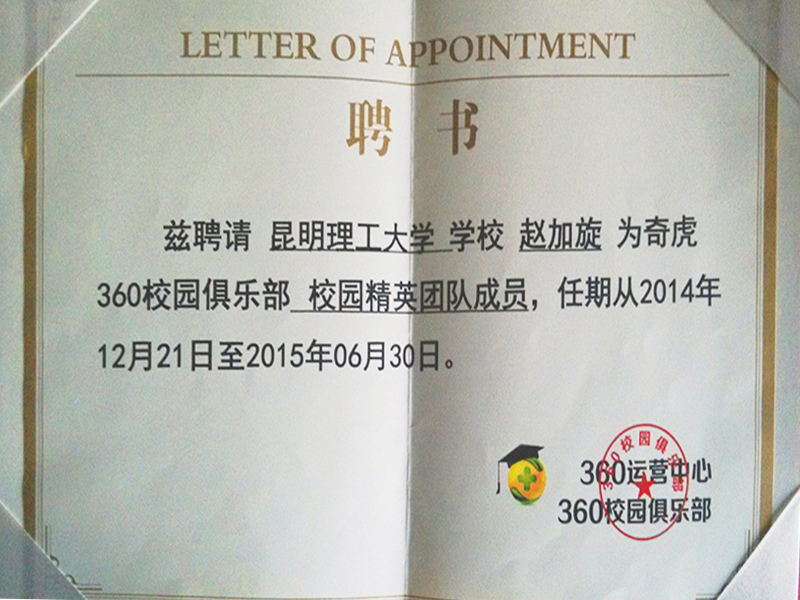 LETTER OF APPOINTMENT
聘 书
兹聘请 昆明理工大学 学校 赵加旋 为奇虎
360校园俱乐部 校园精英团队成员，任期从2014年
12月21日至2015年06月30日。
360校园俱乐部
360运营中心
360校园俱乐部